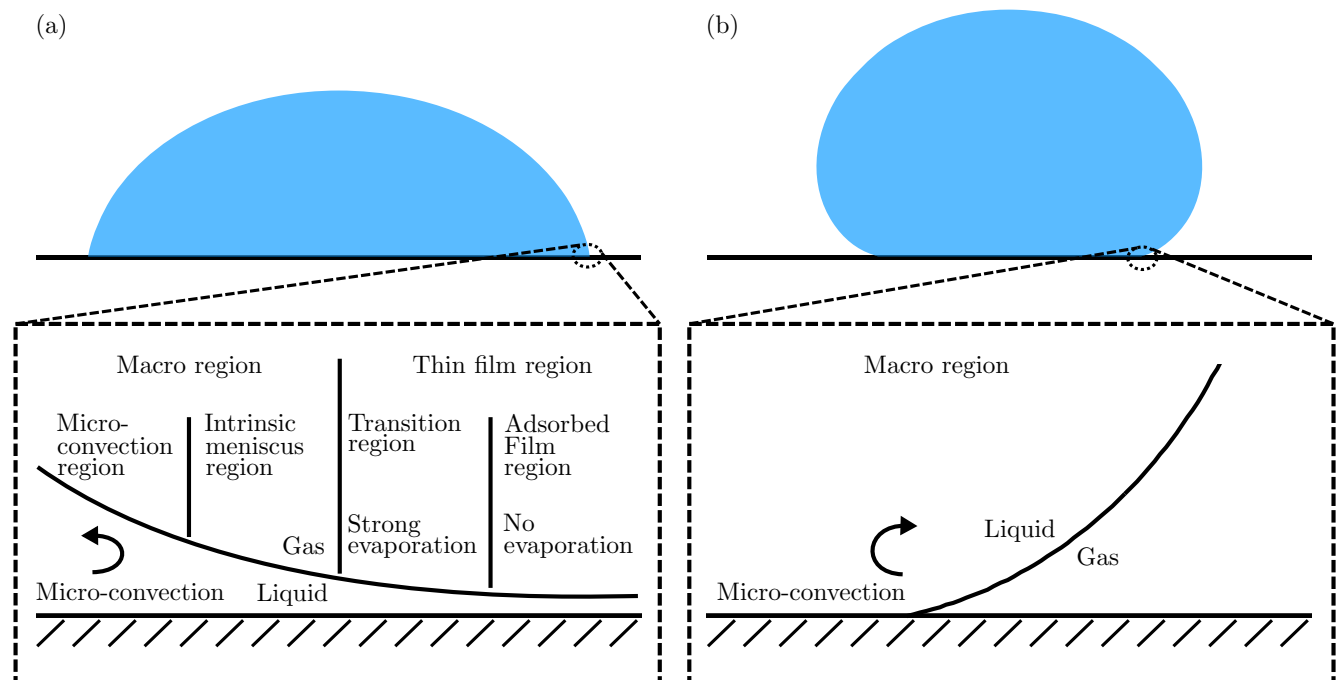 (a)
Macro region
Thin film region
Micro-
convection
region
Intrinsic
meniscus
region
Transition
region
Adsorbed
Film
region
Strong
evaporation
No
evaporation
Gas
Micro-convection
Liquid
(b)
Macro region
Liquid
Gas
Micro-convection